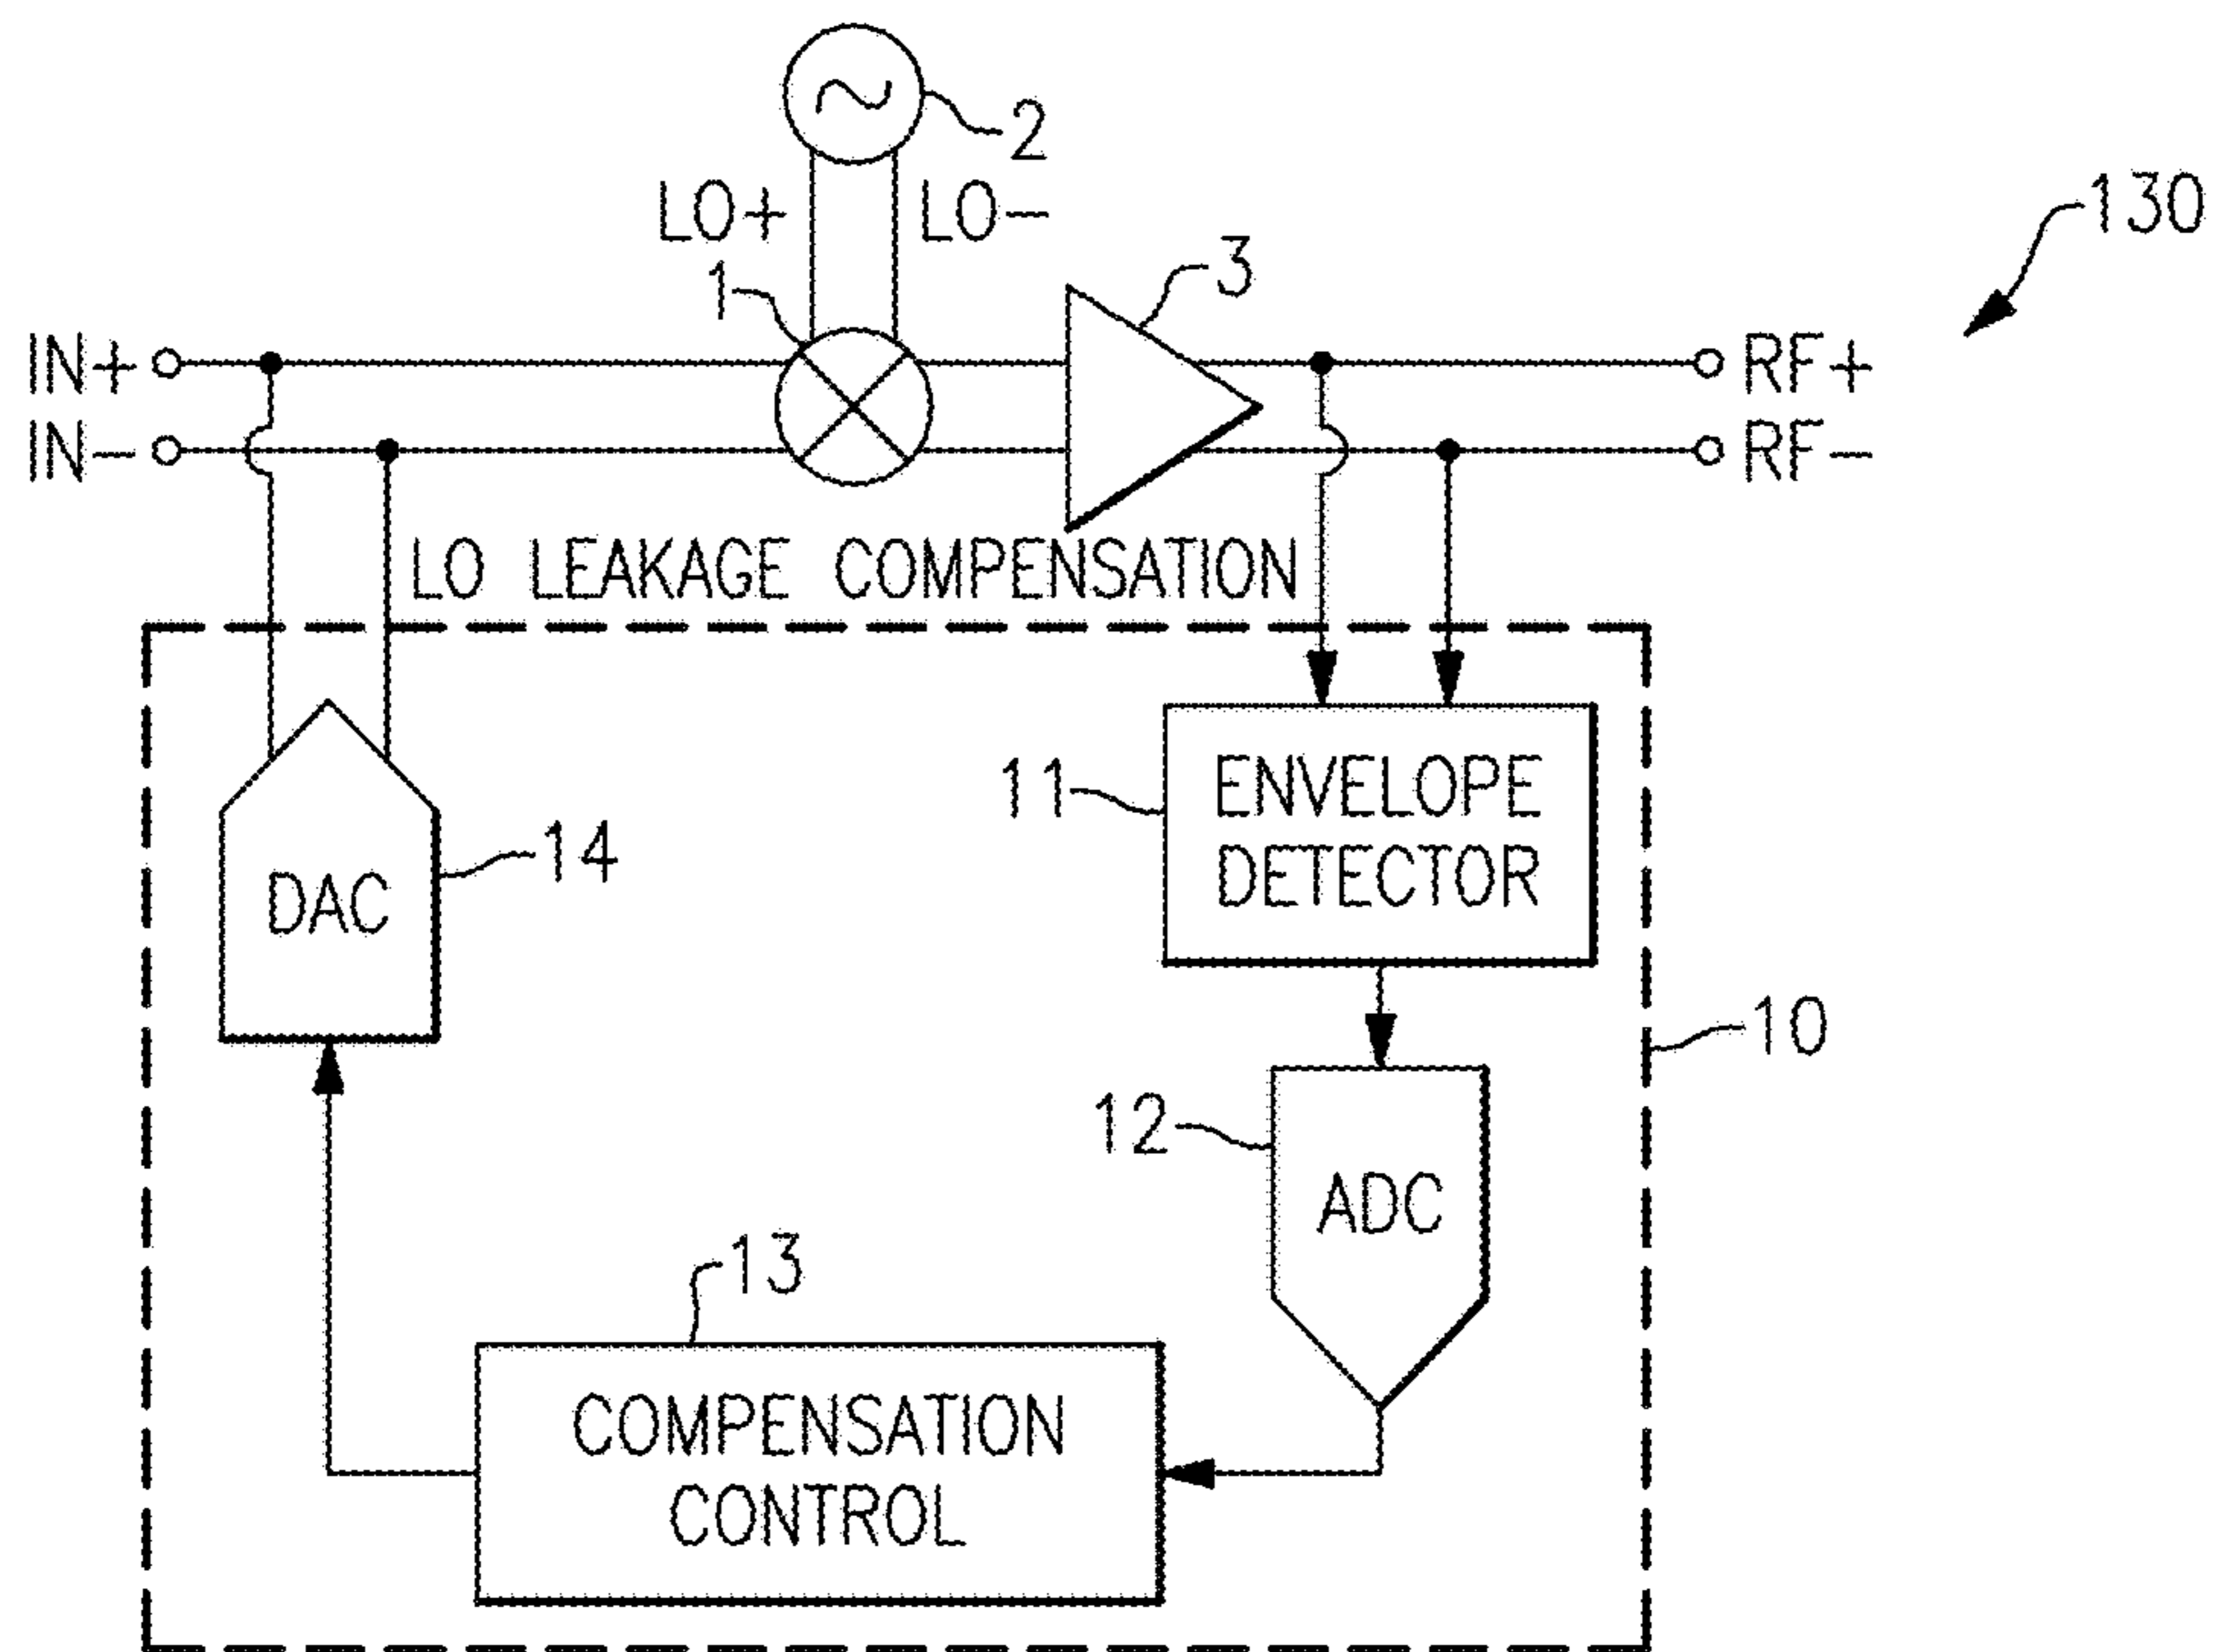 2
LO+
LO-
130
1
3
IN+
RF+
IN-
RF-
LO LEAKAGE COMPENSATION
11
ENVELOPE
DETECTOR
14
DAC
10
12
ADC
13
COMPENSATION
CONTROL